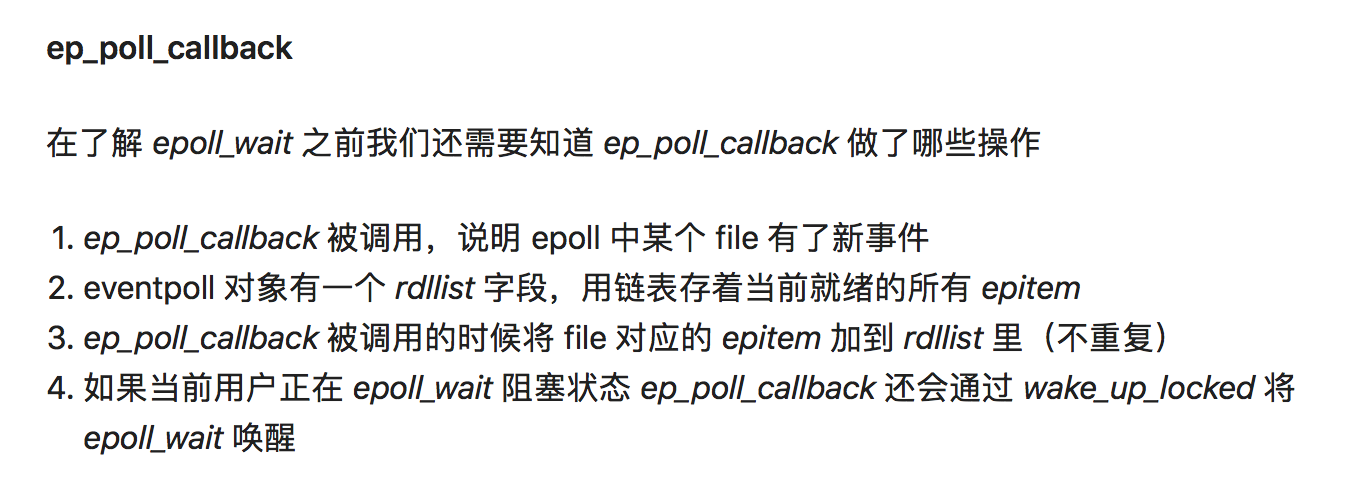 ep_poll_callback
在了解 epoll_wait 之前我们还需要知道 ep_poll_callback 做了哪些操作
1. ep_poll_callback 被调用，说明 epoll 中某个 file 有了新事件
2. eventpoll 对象有一个 rdllist 字段，用链表存着当前就绪的所有 epitem
3. ep_poll_callback 被调用的时候将 file 对应的 epitem 加到 rdllist 里（不重复）
4. 如果当前用户正在 epoll_wait 阻塞状态 ep_poll_callback 还会通过 wake_up_locked 将
epoll_wait 唤醒